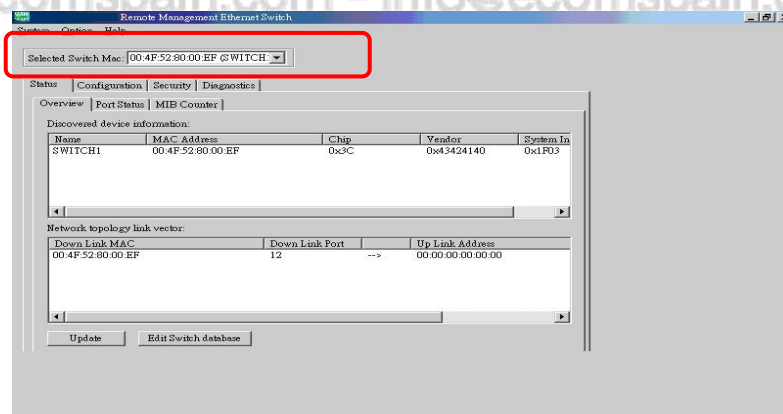 Remote Management Ethernet Switch
System Option Help
Selected Switch Mac: 00:4F:52:80:00:EF (SWITCH:
Status Configuration Security Diagnostics
Overview Port Status MIB Counter
Discovered device information:
Name MAC Address Chip Vendor System In
SWITCH1 00:4F:52:80:00:EF 0x3C 0x43424140 0x1F03
Network topology link vector:
Down Link MAC Down Link Port Up Link Address
00:4F:52:80:00:EF 12 --> 00:00:00:00:00:00
Update Edit Switch database